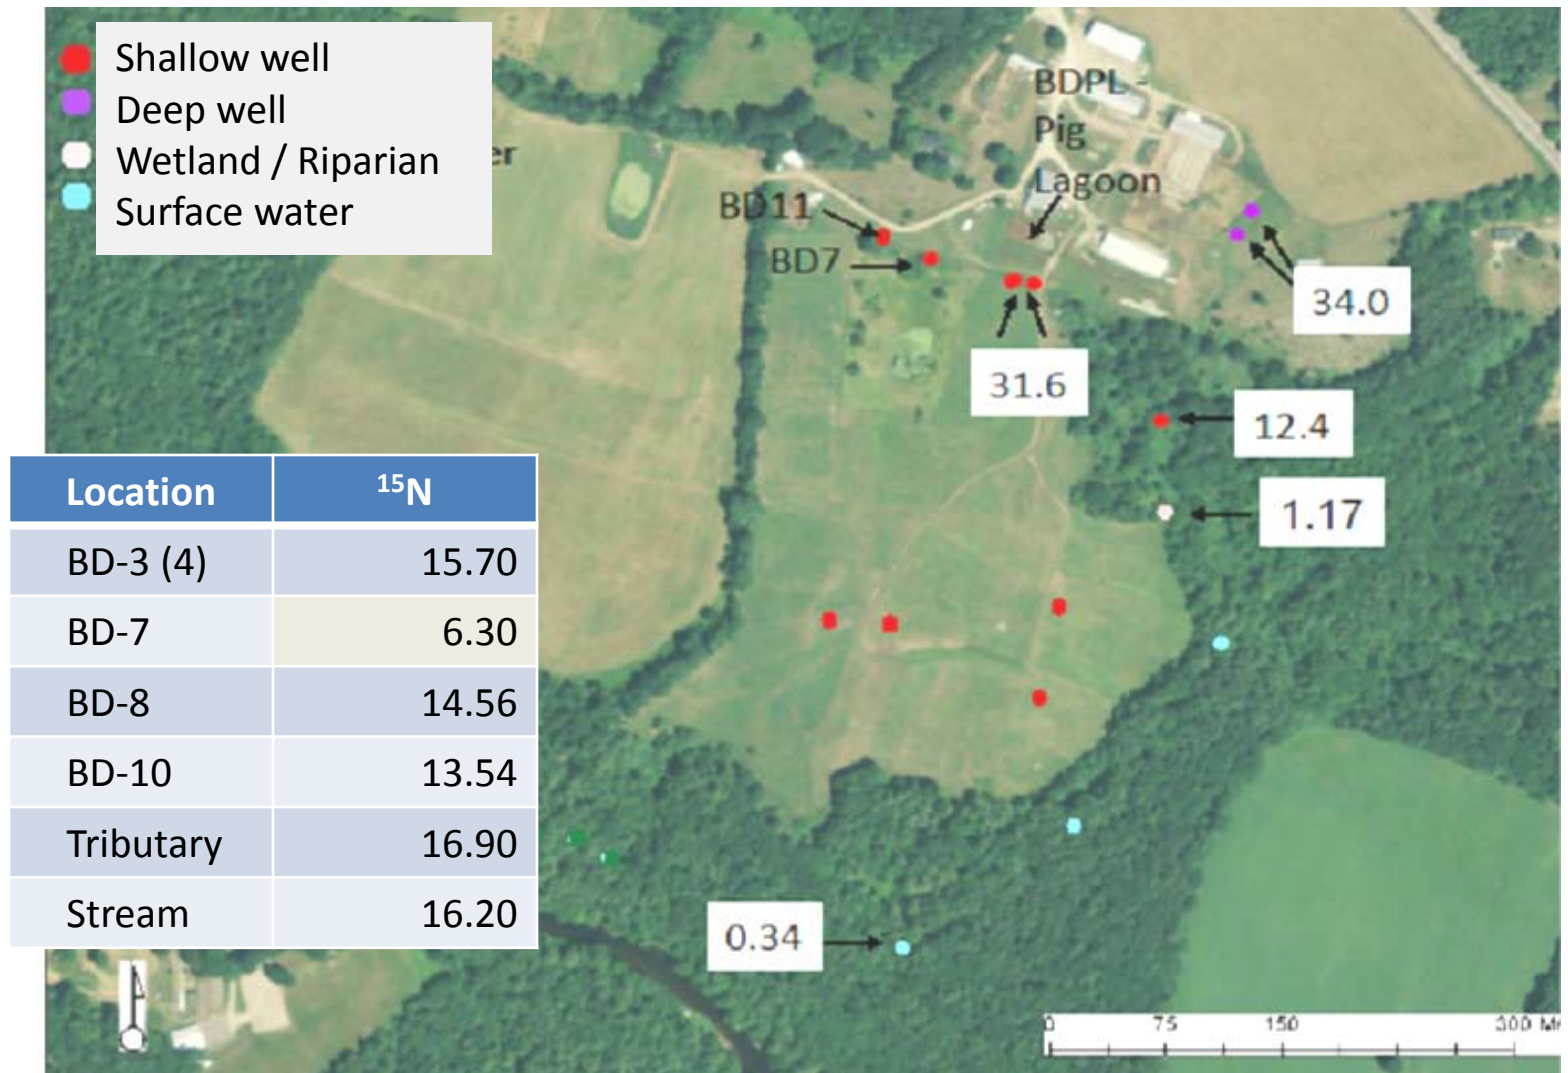 Shallow well
Deep well
Wetland / Riparian
Surface water
er
BDPL -
Pig
Lagoon
BD11
BD7
34.0
31.6
12.4
1.17
Location 15N
BD-3 (4) 15.70
BD-7 6.30
BD-8 14.56
BD-10 13.54
Tributary 16.90
Stream 16.20
0.34
0 75 150 300